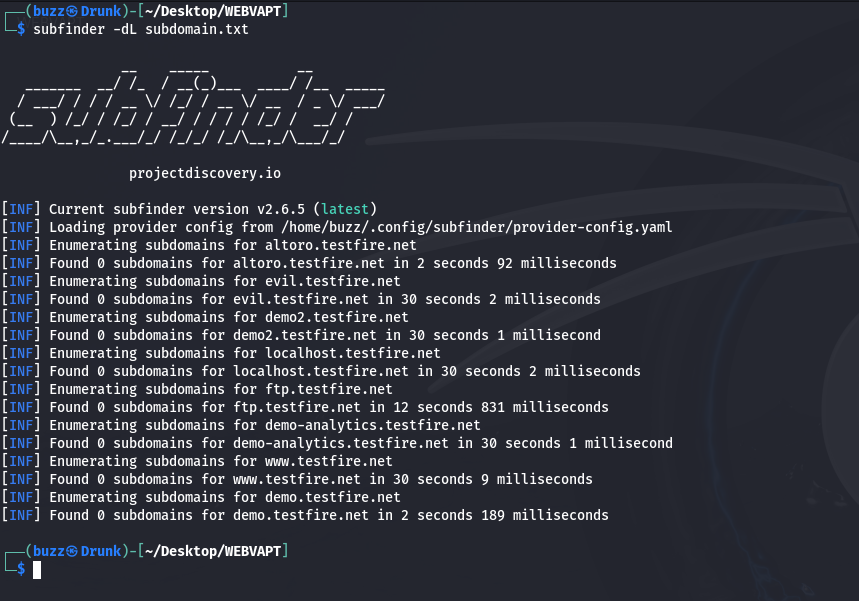 ┌──(buzz㉿Drunk)-[~/Desktop/WEBVAPT]
└─$ subfinder -dL subdomain.txt
               __    _____           __
   _______  __/ /_  / __(_)___  ____/ /__  _____
  / ___/ / / / __ \/ /_/ / __ \/ __  / _ \/ ___/
 (__  ) /_/ / /_/ / __/ / / / / /_/ /  __/ /
/____/\__,_/_.___/_/ /_/_/ /_/\__,_/\___/_/
                projectdiscovery.io
[INF] Current subfinder version v2.6.5 (latest)
[INF] Loading provider config from /home/buzz/.config/subfinder/provider-config.yaml
[INF] Enumerating subdomains for altoro.testfire.net
[INF] Found 0 subdomains for altoro.testfire.net in 2 seconds 92 milliseconds
[INF] Enumerating subdomains for evil.testfire.net
[INF] Found 0 subdomains for evil.testfire.net in 30 seconds 2 milliseconds
[INF] Enumerating subdomains for demo2.testfire.net
[INF] Found 0 subdomains for demo2.testfire.net in 30 seconds 1 millisecond
[INF] Enumerating subdomains for localhost.testfire.net
[INF] Found 0 subdomains for localhost.testfire.net in 30 seconds 2 milliseconds
[INF] Enumerating subdomains for ftp.testfire.net
[INF] Found 0 subdomains for ftp.testfire.net in 12 seconds 831 milliseconds
[INF] Enumerating subdomains for demo-analytics.testfire.net
[INF] Found 0 subdomains for demo-analytics.testfire.net in 30 seconds 1 millisecond
[INF] Enumerating subdomains for www.testfire.net
[INF] Found 0 subdomains for www.testfire.net in 30 seconds 9 milliseconds
[INF] Enumerating subdomains for demo.testfire.net
[INF] Found 0 subdomains for demo.testfire.net in 2 seconds 189 milliseconds
┌──(buzz㉿Drunk)-[~/Desktop/WEBVAPT]
└─$